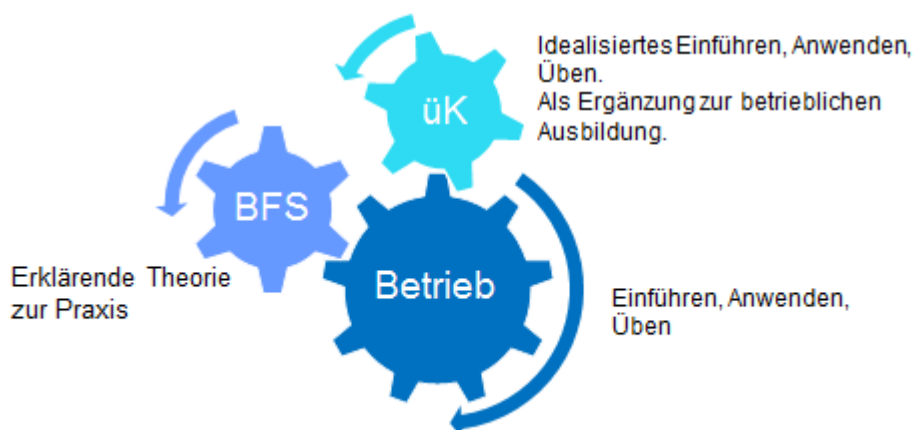 Idealisiertes Einführen, Anwenden,
Üben.
Als Ergänzung zur betrieblichen
Ausbildung.
üK
BFS
Betrieb
Erklärende Theorie
zur Praxis
Einführen, Anwenden,
Üben